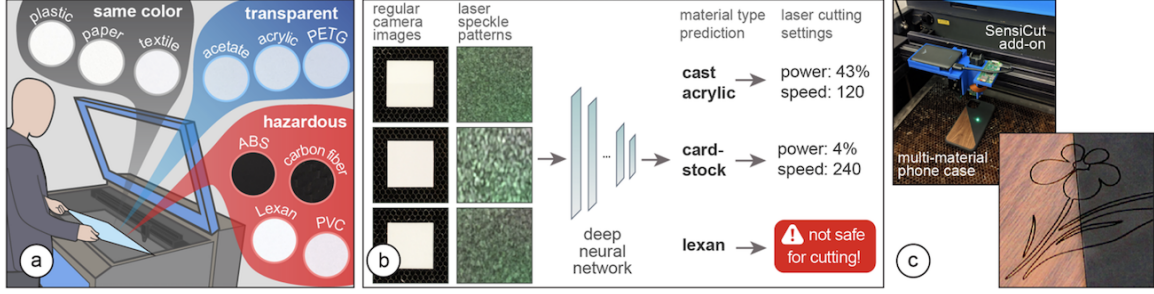 same color
plastic
paper
textile
transparent
acetate
acrylic
PETG
hazardous
ABS
carbon fiber
Lexan
PVC
a
regular
camera
images
laser
speckle
patterns
material type
prediction
laser cutting
settings
cast
acrylic
power: 43%
speed: 120
...
card-
stock
power: 4%
speed: 240
deep
neural
network
lexan
! not safe
for cutting!
b
SensiCut
add-on
multi-material
phone case
c